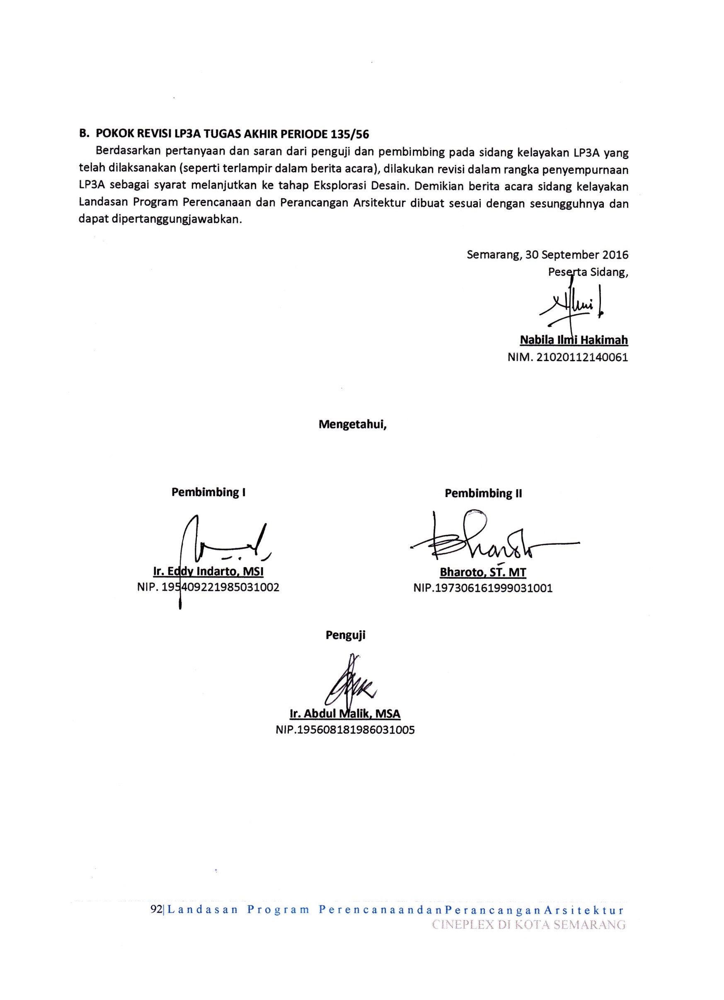 B. POKOK REVISI LP3A TUGAS AKHIR PERIODE 135/56
Berdasarkan pertanyaan dan saran dari penguji dan pembimbing pada sidang kelayakan LP3A yang
telah dilaksanakan (seperti terlampir dalam berita acara), dilakukan revisi dalam rangka penyempurnaan
LP3A sebagai syarat melanjutkan ke tahap Eksplorasi Desain. Demikian berita acara sidang kelayakan
Landasan Program Perencanaan dan Perancangan Arsitektur dibuat sesuai dengan sesungguhnya dan
dapat dipertanggungjawabkan.
Semarang, 30 September 2016
Peserta Sidang,
Nabila Ilmi Hakimah
NIM. 21020112140061
Mengetahui,
Pembimbing I
Ir. Eddy Indarto, MSI
NIP. 195409221985031002
Pembimbing II
Bharoto
Bharoto, ST. MT
NIP.197306161999031001
Penguji
Ir. Abdul Malik, MSA
NIP.195608181986031005
92|Landasan Program PerencanaandanPerancanganArsitektur
CINEPLEX DI KOTA SEMARANG